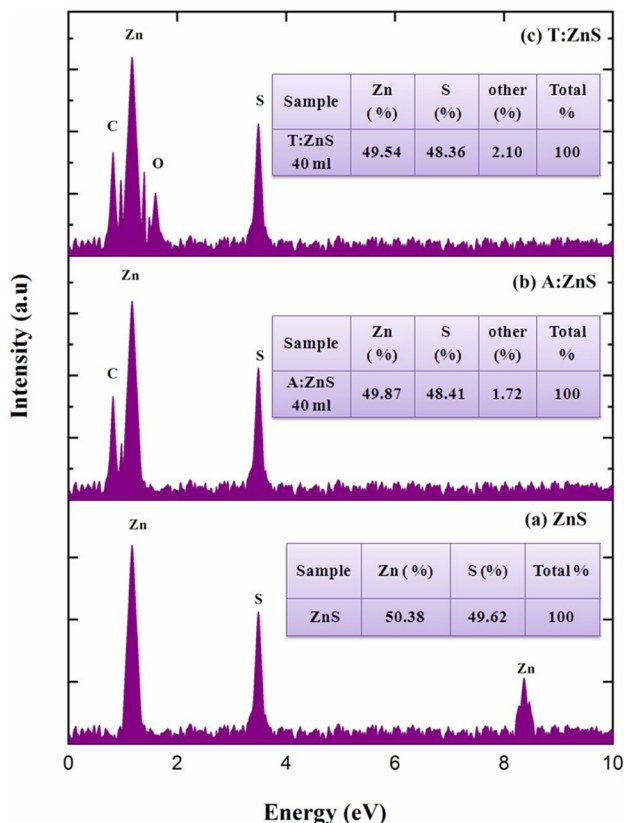 (c) T:ZnS
Zn
C
O
S
Sample Zn ( %) S (%) other (%) Total %
T:ZnS 40 ml 49.54 48.36 2.10 100
(b) A:ZnS
Zn
C
S
Sample Zn ( %) S (%) other (%) Total %
A:ZnS 40 ml 49.87 48.41 1.72 100
(a) ZnS
Zn
S
Zn
Sample Zn ( %) S (%) Total %
ZnS 50.38 49.62 100
Intensity (a.u)
0 2 4 6 8 10
Energy (eV)